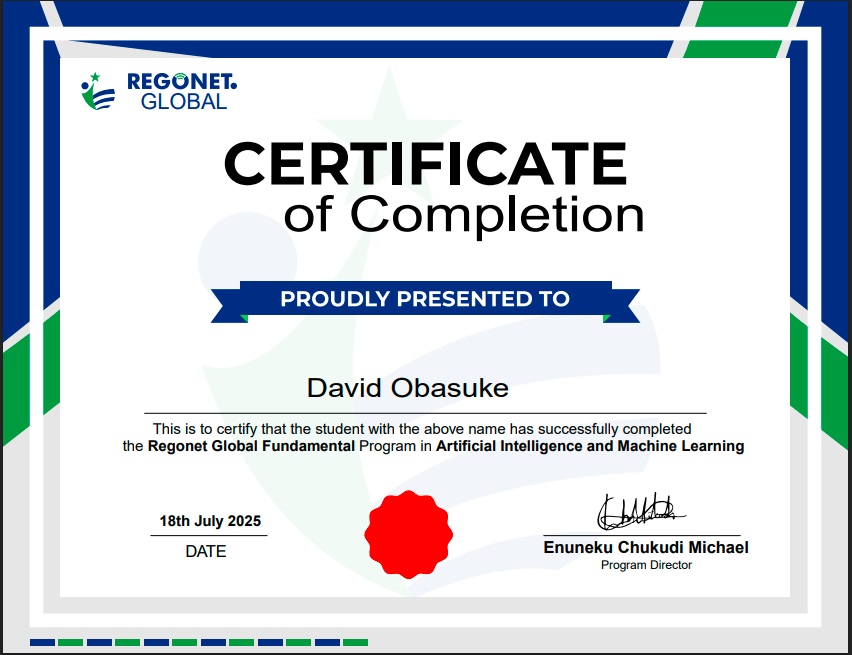 REGONET.
GLOBAL
CERTIFICATE
of Completion
PROUDLY PRESENTED TO
David Obasuke
This is to certify that the student with the above name has successfully completed
the Regonet Global Fundamental Program in Artificial Intelligence and Machine Learning
18th July 2025
DATE
Enuneku Chukudi Michael
Program Director